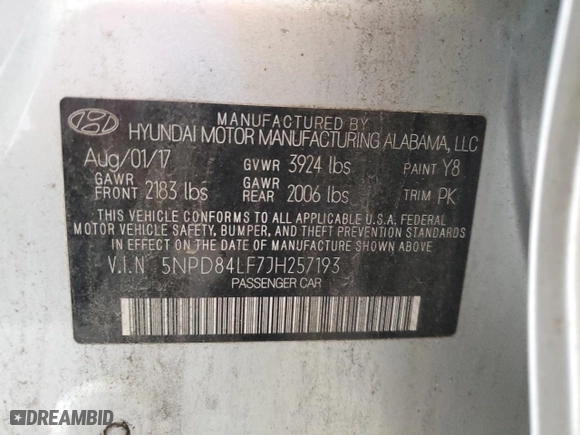 MANUFACTURED BY
HYUNDAI MOTOR MANUFACTURING ALABAMA, LLC
Aug/01/17 GVWR 3924 lbs PAINT Y8
GAWR FRONT 2183 lbs GAWR REAR 2006 lbs TRIM PK
THIS VEHICLE CONFORMS TO ALL APPLICABLE U.S.A. FEDERAL
MOTOR VEHICLE SAFETY, BUMPER, AND THEFT PREVENTION STANDARDS
IN EFFECT ON THE DATE OF MANUFACTURE SHOWN ABOVE.
V.I.N 5NPD84LF7JH257193
PASSENGER CAR
DREAMBID